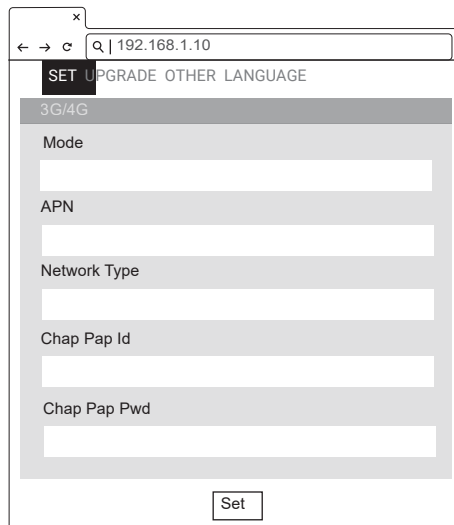 192.168.1.10
SET UPGRADE OTHER LANGUAGE
3G/4G
Mode
APN
Network Type
Chap Pap Id
Chap Pap Pwd
Set